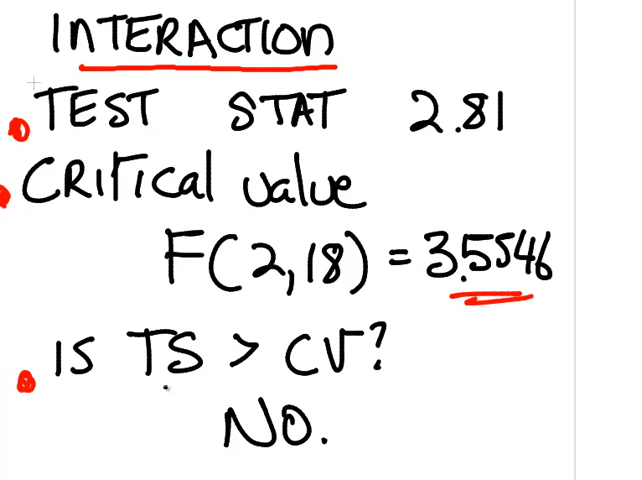 INTERACTION
TEST STAT 2.81
CRITical value
F(2,18) = 3.5546
IS TS > CV?
NO.